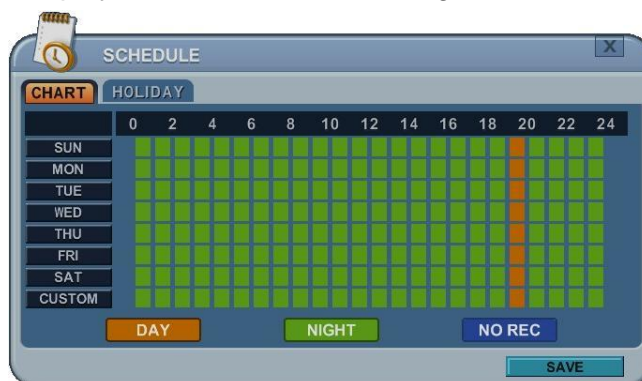 SCHEDULE X
CHART HOLIDAY
0 2 4 6 8 10 12 14 16 18 20 22 24
SUN
MON
TUE
WED
THU
FRI
SAT
CUSTOM
DAY NIGHT NO REC
SAVE